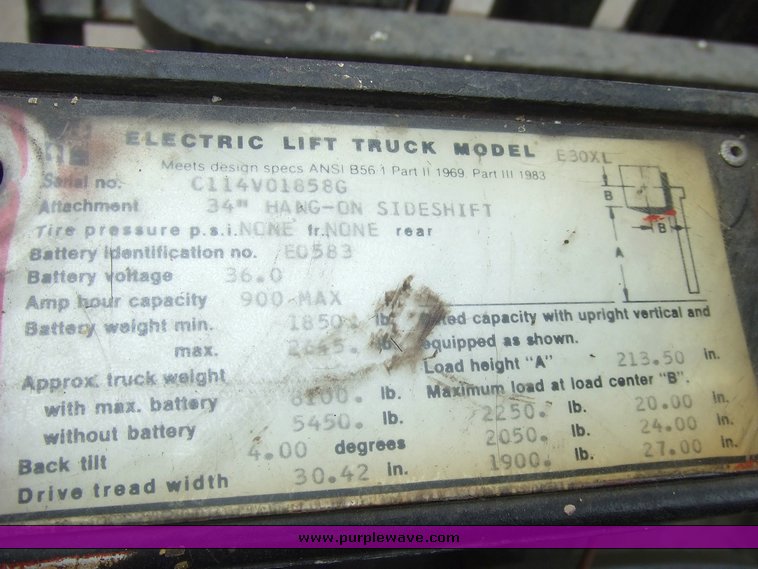 ELECTRIC LIFT TRUCK MODEL E30XL
Meets design specs ANSI B56.1 Part II 1969, Part III 1983
Serial no. C114V01858G
Attachment 34" HANG-ON SIDESHIFT
Tire pressure p.s.i. NONE fr. NONE rear
Battery identification no. E0583
Battery voltage 36.0
Amp hour capacity 900 MAX
Battery weight min. 1850. lb.
max. lb.
Approx. truck weight
with max. battery lb.
without battery 5450. lb.
Back tilt 4.00 degrees
Drive tread width 30.42 in.
B
A
B
Rated capacity with upright vertical and
equipped as shown.
Load height "A" 213.50 in.
Maximum load at load center "B".
2250. lb. 20.00 in.
2050. lb. 24.00 in.
1900. lb. 27.00 in.
www.purplewave.com